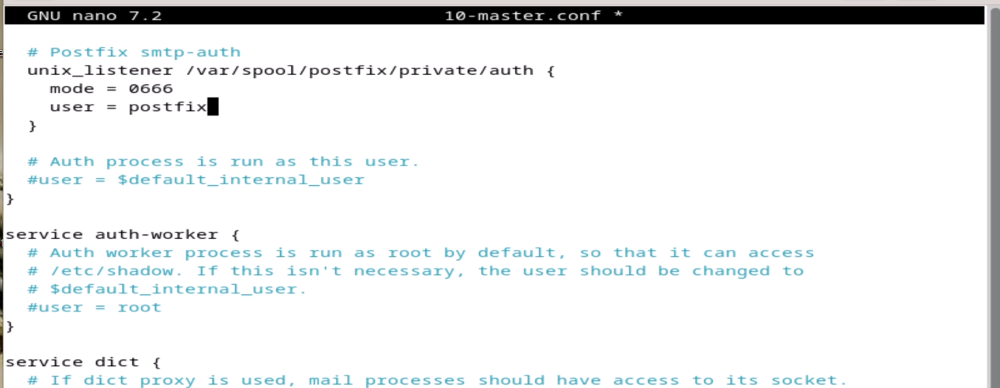 GNU nano 7.2 10-master.conf *
# Postfix smtp-auth
unix_listener /var/spool/postfix/private/auth {
mode = 0666
user = postfix
}
# Auth process is run as this user.
#user = $default_internal_user
}
service auth-worker {
# Auth worker process is run as root by default, so that it can access
# /etc/shadow. If this isn't necessary, the user should be changed to
# $default_internal_user.
#user = root
}
service dict {
# If dict proxy is used, mail processes should have access to its socket.